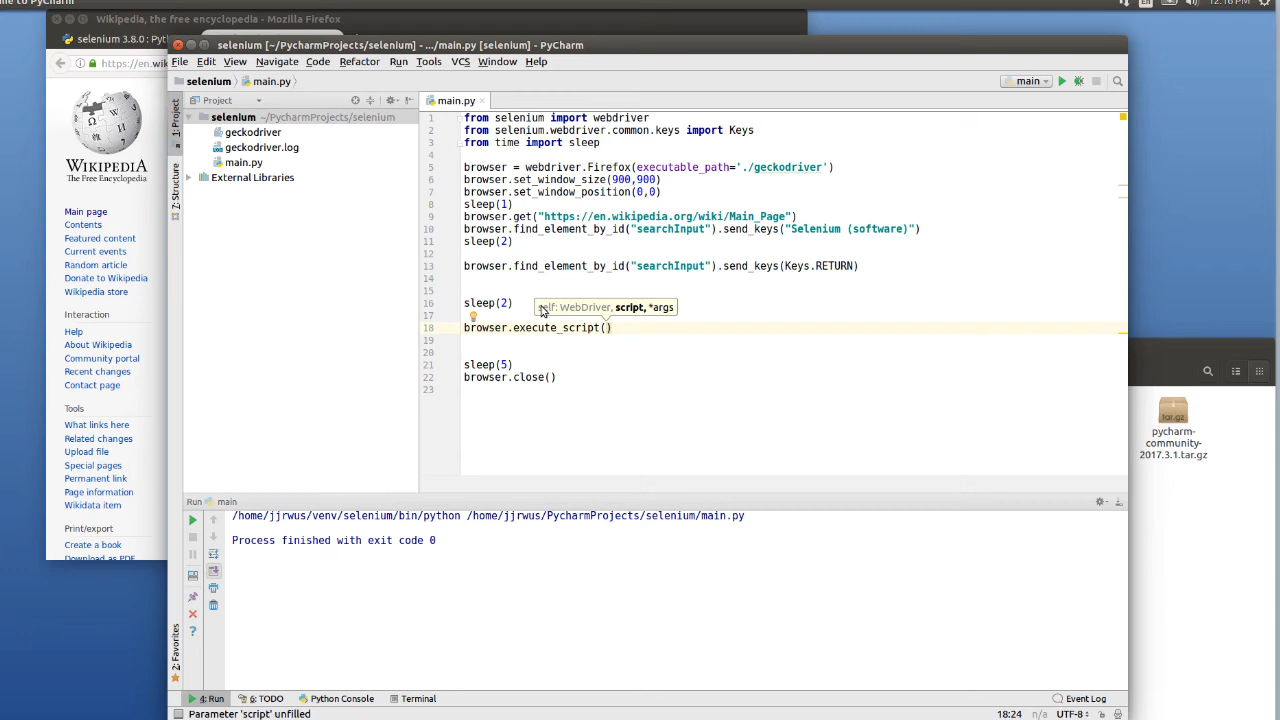 me to PyCharm
En
12:16 PM
Wikipedia, the free encyclopedia - Mozilla Firefox
selenium 3.8.0 : Pyt
https://en.wik
WIKIPEDIA
The Free Encyclopedia
Main page
Contents
Featured content
Current events
Random article
Donate to Wikipedia
Wikipedia store
Help
About Wikipedia
Community portal
Recent changes
Contact page
Tools
What links here
Related changes
Upload file
Special pages
Permanent link
Page information
Wikidata item
Print/export
Create a book
Download as PDF
selenium [~/PycharmProjects/selenium] - .../main.py [selenium] - PyCharm
File Edit View Navigate Code Refactor Run Tools VCS Window Help
selenium main.py
main
1: Project
7: Structure
2: Favorites
Project
selenium ~/PycharmProjects/selenium
geckodriver
geckodriver.log
main.py
External Libraries
main.py
1 from selenium import webdriver
2 from selenium.webdriver.common.keys import Keys
3 from time import sleep
4
5 browser = webdriver.Firefox(executable_path='./geckodriver')
6 browser.set_window_size(900,900)
7 browser.set_window_position(0,0)
8 sleep(1)
9 browser.get("https://en.wikipedia.org/wiki/Main_Page")
10 browser.find_element_by_id("searchInput").send_keys("Selenium (software)")
11 sleep(2)
12
13 browser.find_element_by_id("searchInput").send_keys(Keys.RETURN)
14
15
16 sleep(2)
self: WebDriver, script, *args
17
18 browser.execute_script()
19
20
21 sleep(5)
22 browser.close()
23
Run main
/home/jjrwus/venv/selenium/bin/python /home/jjrwus/PycharmProjects/selenium/main.py
Process finished with exit code 0
4: Run 6: TODO Python Console Terminal Event Log
Parameter 'script' unfilled 18:24 n/a UTF-8
tar.gz
pycharm-
community-
2017.3.1.tar.gz